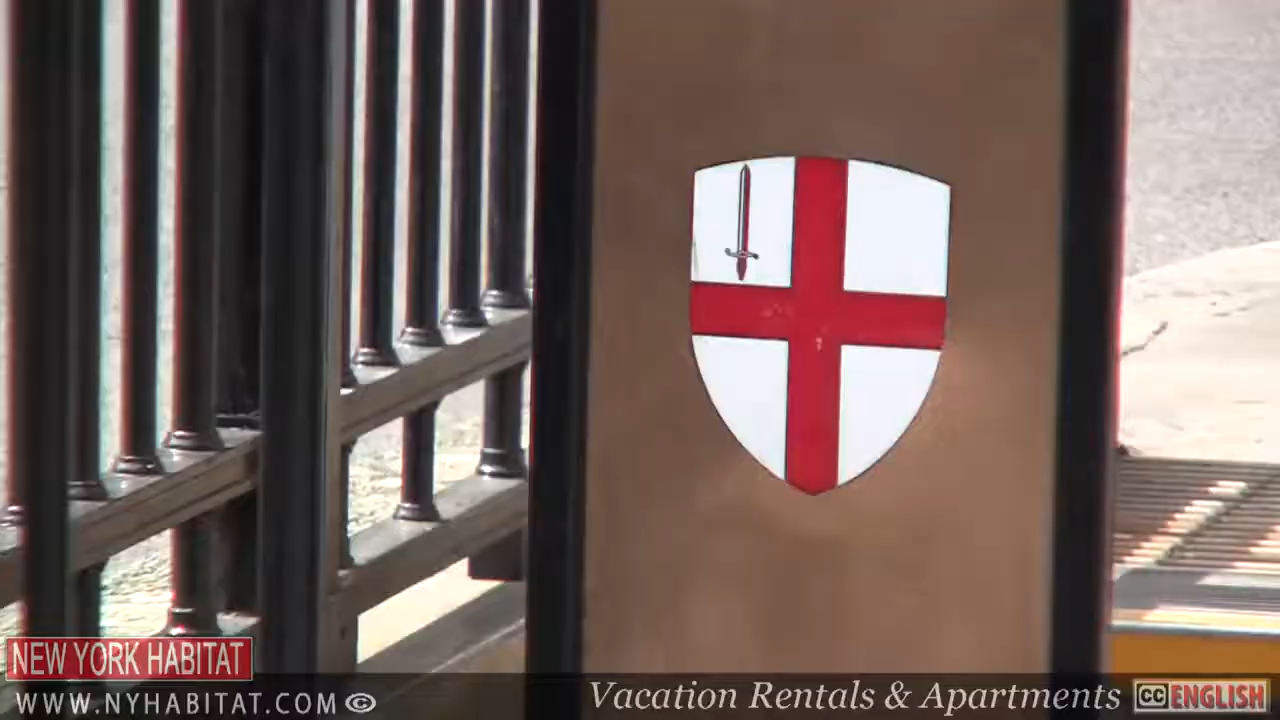 NEW YORK HABITAT
WWW.NYHABITAT.COM ©
Vacation Rentals & Apartments
CC ENGLISH